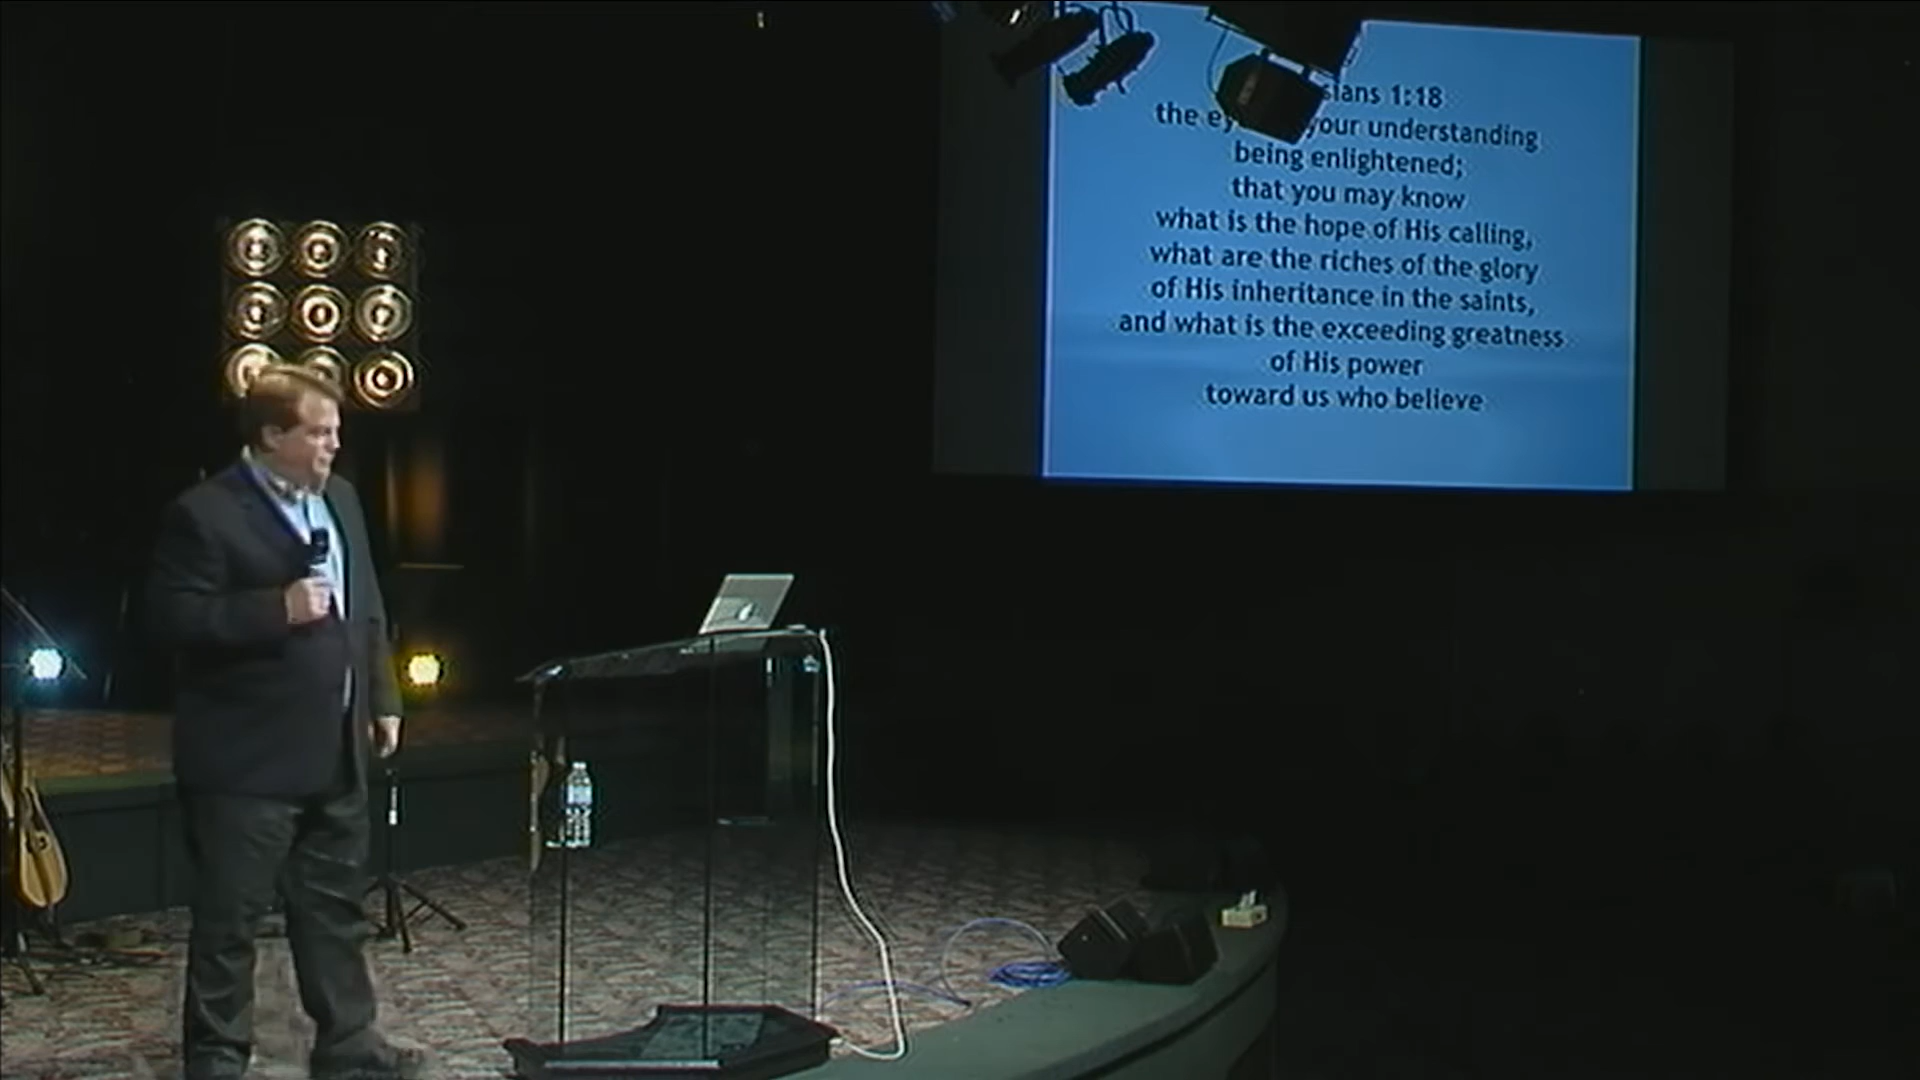 sians 1:18
the ey your understanding
being enlightened;
that you may know
what is the hope of His calling,
what are the riches of the glory
of His inheritance in the saints,
and what is the exceeding greatness
of His power
toward us who believe